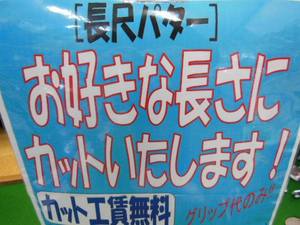 [長尺パター]
お好きな長さに
カットいたします!
カット工賃無料
グリップ代のみ!!